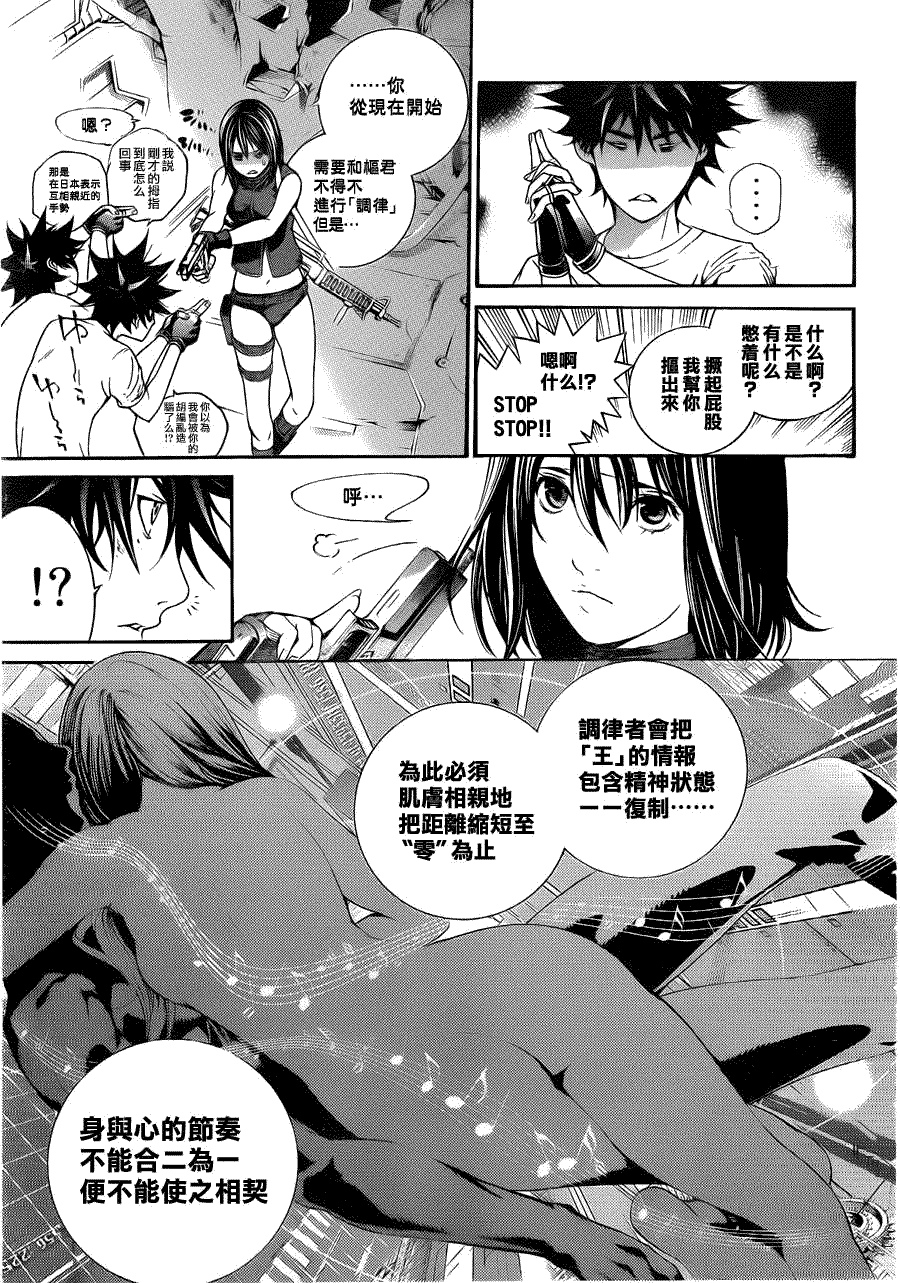 ．．．．
什么啊？
是不是
有什么
憋着呢？
撅起屁股
我幫你
摳出來
嗯啊
什么!?
STOP
STOP!!
……你
從現在開始
需要和樞君
不得不
進行「調律」
但是…
我說
剛才的拇指
到底怎么
回事
嗯？
那是日本表示
在互相親近的
手勢
你以為
我會被你的
胡編亂造
騙了么!?
ゆ〜
ゆ〜
呼…
!?
調律者會把
「王」的情報
包含精神狀態
——復制……
為此必須
肌膚相親地
把距離縮短至
“零”為止
身與心的節奏
不能合二為一
便不能使之相契